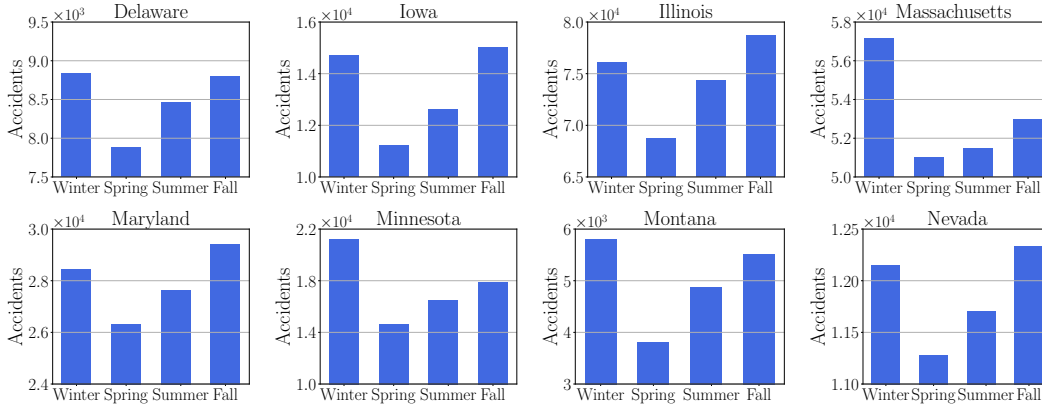 Delaware
×10³
9.5
9.0
8.5
8.0
7.5
Accidents
Winter Spring Summer Fall
Iowa
×10⁴
1.6
1.4
1.2
1.0
Accidents
Winter Spring Summer Fall
Illinois
×10⁴
8.0
7.5
7.0
6.5
Accidents
Winter Spring Summer Fall
Massachusetts
×10⁴
5.8
5.6
5.4
5.2
5.0
Accidents
Winter Spring Summer Fall
Maryland
×10⁴
3.0
2.8
2.6
2.4
Accidents
Winter Spring Summer Fall
Minnesota
×10⁴
2.2
1.8
1.4
1.0
Accidents
Winter Spring Summer Fall
Montana
×10³
6
5
4
3
Accidents
Winter Spring Summer Fall
Nevada
×10⁴
1.25
1.20
1.15
1.10
Accidents
Winter Spring Summer Fall